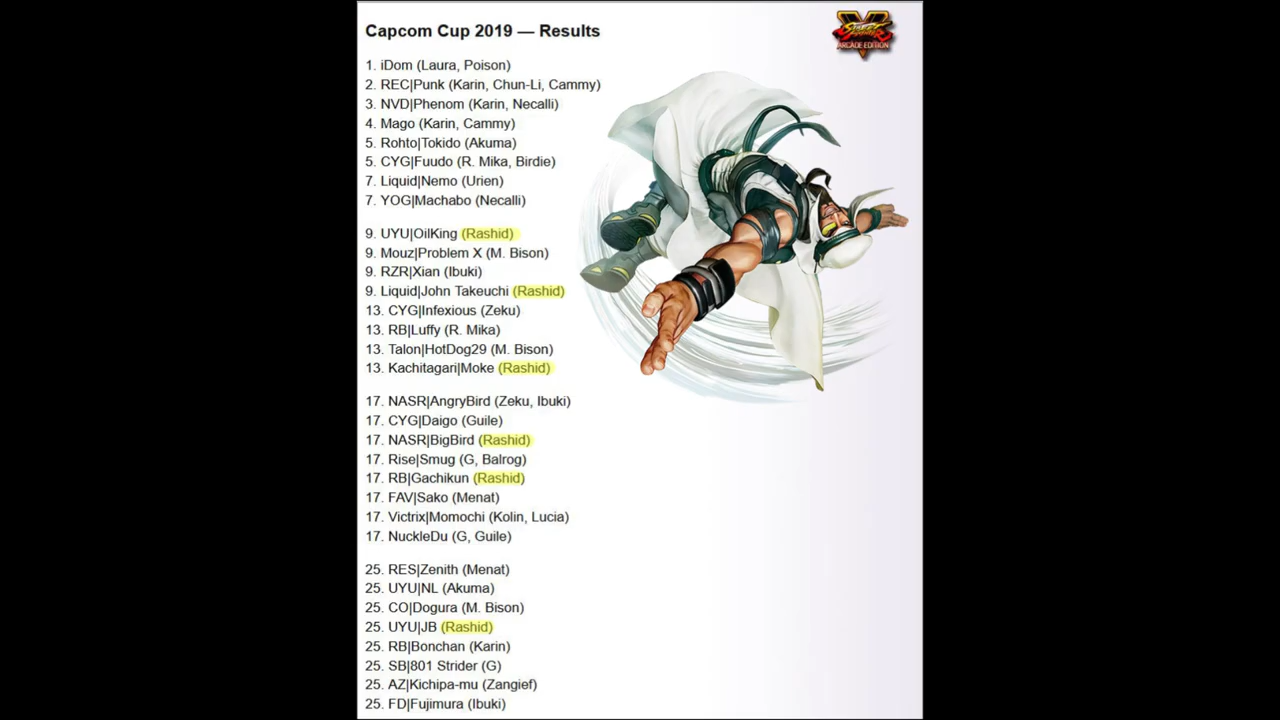 Capcom Cup 2019 — Results
STREET FIGHTER V
ARCADE EDITION
1. iDom (Laura, Poison)
2. REC|Punk (Karin, Chun-Li, Cammy)
3. NVD|Phenom (Karin, Necalli)
4. Mago (Karin, Cammy)
5. Rohto|Tokido (Akuma)
5. CYG|Fuudo (R. Mika, Birdie)
7. Liquid|Nemo (Urien)
7. YOG|Machabo (Necalli)
9. UYU|OilKing (Rashid)
9. Mouz|Problem X (M. Bison)
9. RZR|Xian (Ibuki)
9. Liquid|John Takeuchi (Rashid)
13. CYG|Infexious (Zeku)
13. RB|Luffy (R. Mika)
13. Talon|HotDog29 (M. Bison)
13. Kachitagari|Moke (Rashid)
17. NASR|AngryBird (Zeku, Ibuki)
17. CYG|Daigo (Guile)
17. NASR|BigBird (Rashid)
17. Rise|Smug (G, Balrog)
17. RB|Gachikun (Rashid)
17. FAV|Sako (Menat)
17. Victrix|Momochi (Kolin, Lucia)
17. NuckleDu (G, Guile)
25. RES|Zenith (Menat)
25. UYU|NL (Akuma)
25. CO|Dogura (M. Bison)
25. UYU|JB (Rashid)
25. RB|Bonchan (Karin)
25. SB|801 Strider (G)
25. AZ|Kichipa-mu (Zangief)
25. FD|Fujimura (Ibuki)